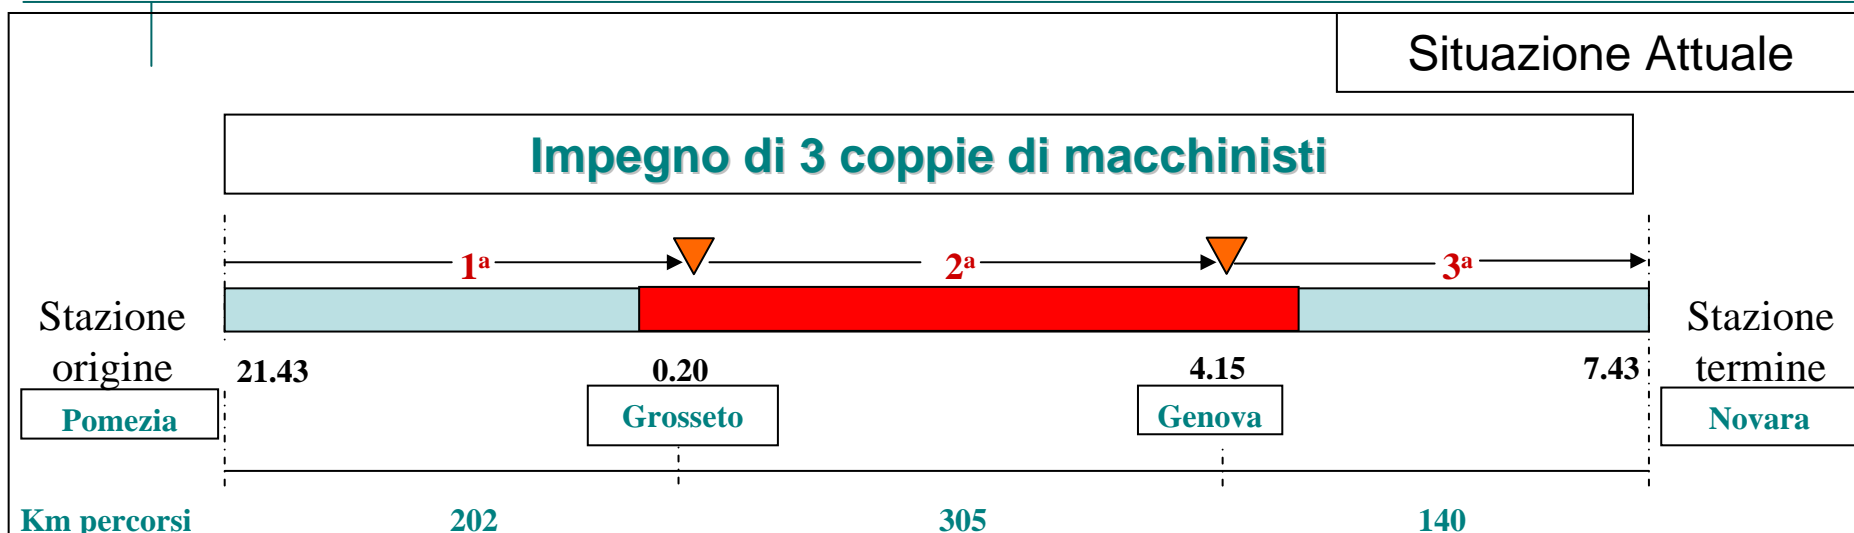 Situazione Attuale
Impegno di 3 coppie di macchinisti
1ª 2ª 3ª
Stazione
origine
Pomezia
21.43 0.20 4.15 7.43
Grosseto
Genova
Stazione
termine
Novara
Km percorsi 202 305 140